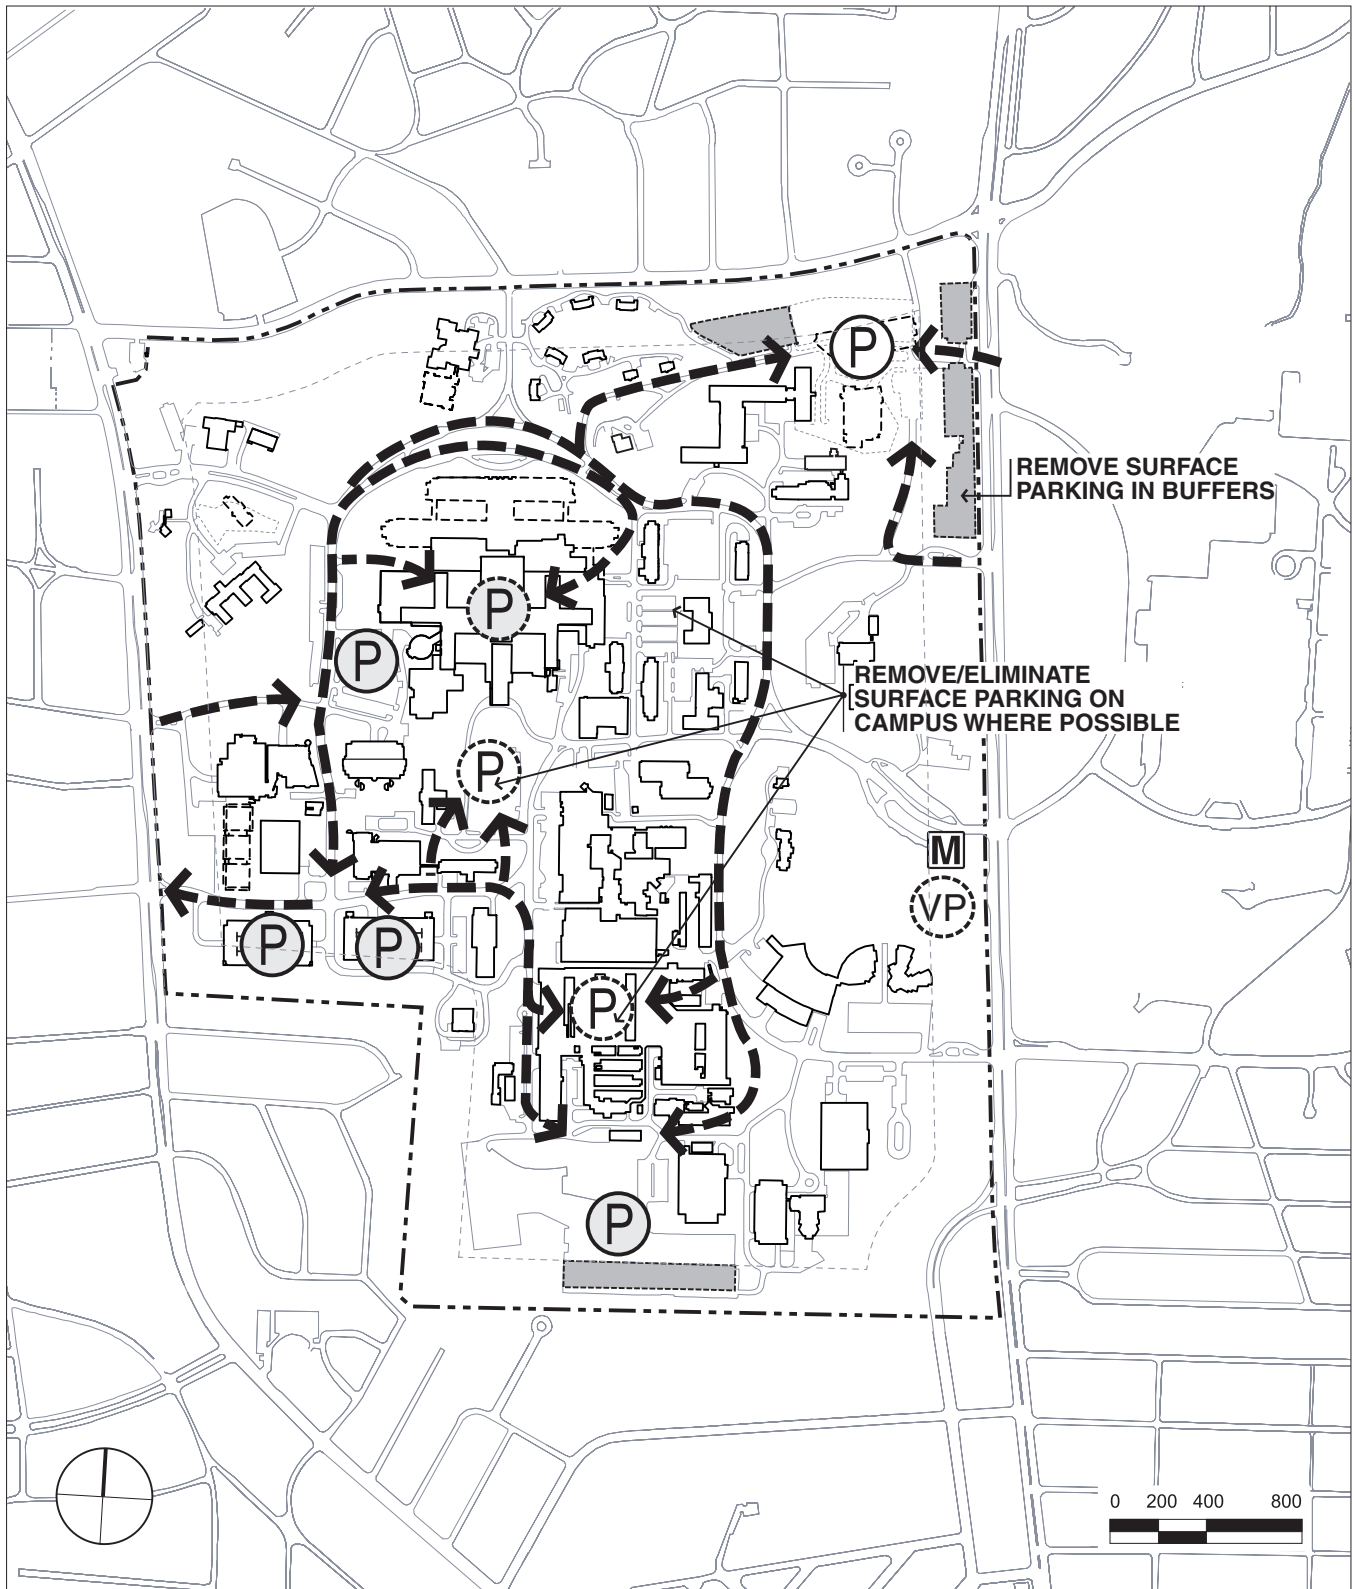 P
REMOVE SURFACE
PARKING IN BUFFERS
P
P
REMOVE/ELIMINATE
SURFACE PARKING ON
CAMPUS WHERE POSSIBLE
P
M
VP
P
P
P
P
0 200 400 800